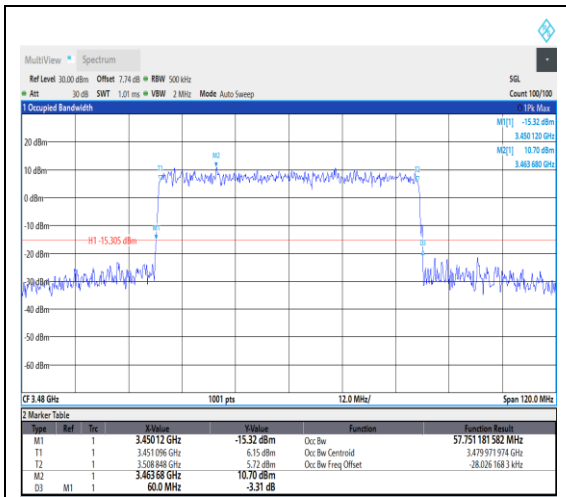 MultiView Spectrum
Ref Level 30.00 dBm Offset 7.74 dB RBW 500 kHz SGL
Att 30 dB SWT 1.01 ms VBW 2 MHz Mode Auto Sweep Count 100/100
1 Occupied Bandwidth 1Pk Max
M1[1] -15.32 dBm
3.450 120 GHz
M2[1] 10.70 dBm
3.463 680 GHz
20 dBm
M2
0 dBm
-10 dBm
M1
H1 -15.305 dBm
-20 dBm
D3
-30 dBm
-40 dBm
-50 dBm
-60 dBm
CF 3.48 GHz 1001 pts 12.0 MHz/ Span 120.0 MHz
2 Marker Table
Type Ref Trc X-Value Y-Value Function Function Result
M1 1 3.45012 GHz -15.32 dBm Occ Bw 57.751 181 582 MHz
T1 1 3.451 096 GHz 6.15 dBm Occ Bw Centroid 3.479 971 974 GHz
T2 1 3.508 848 GHz 5.72 dBm Occ Bw Freq Offset -28.026 168 3 kHz
M2 1 3.463 68 GHz 10.70 dBm
D3 M1 1 60.0 MHz -3.31 dB